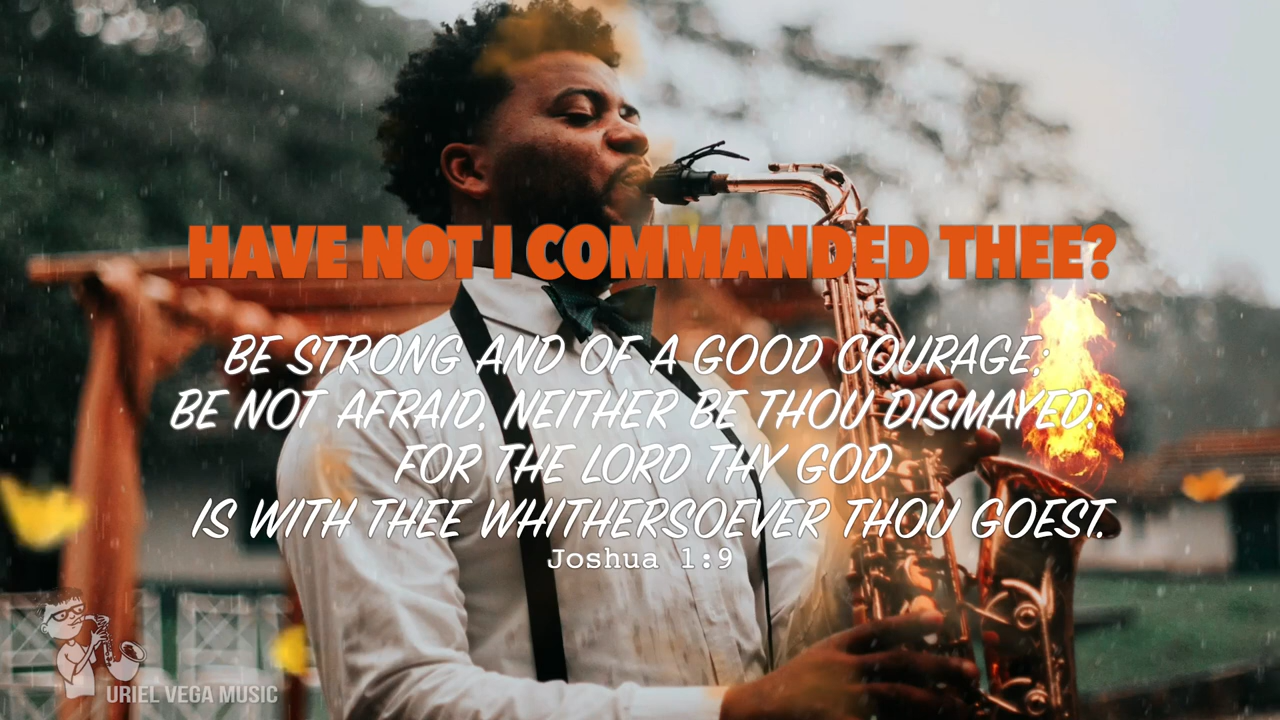 HAVE NOT I COMMANDED THEE?
BE STRONG AND OF A GOOD COURAGE;
BE NOT AFRAID, NEITHER BE THOU DISMAYED:
FOR THE LORD THY GOD
IS WITH THEE WHITHERSOEVER THOU GOEST.
Joshua 1:9
URIEL VEGA MUSIC